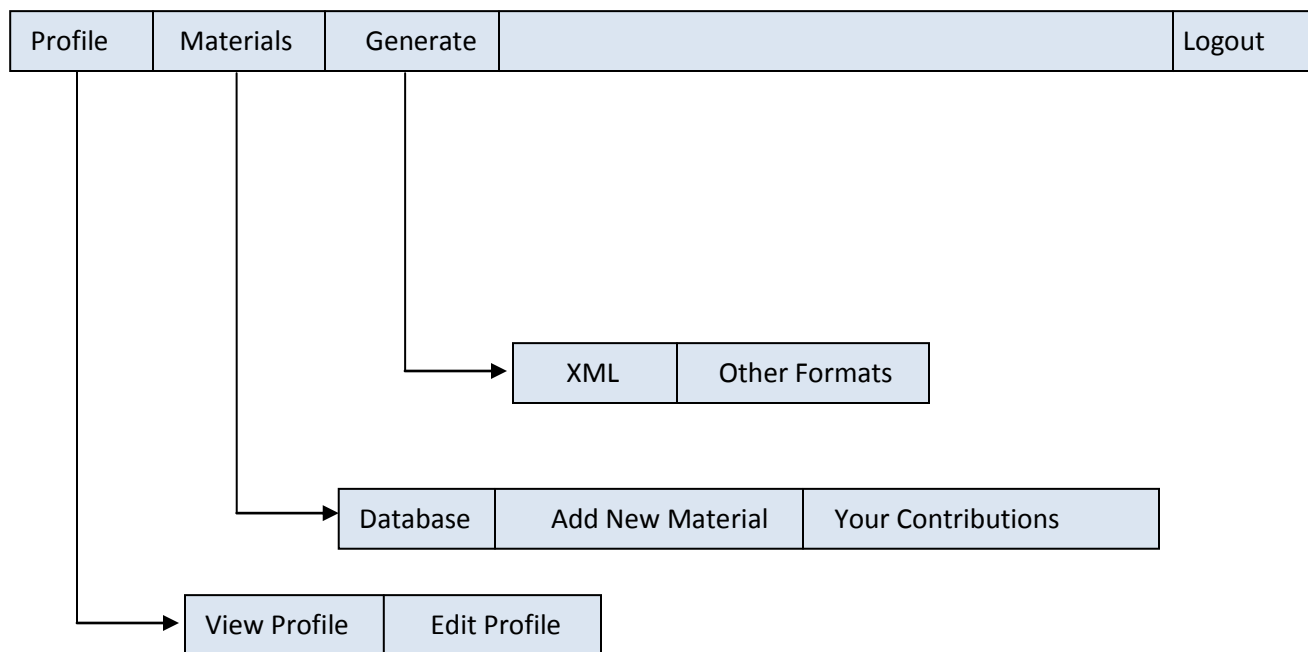 Profile Materials Generate Logout
XML Other Formats
Database Add New Material Your Contributions
View Profile Edit Profile